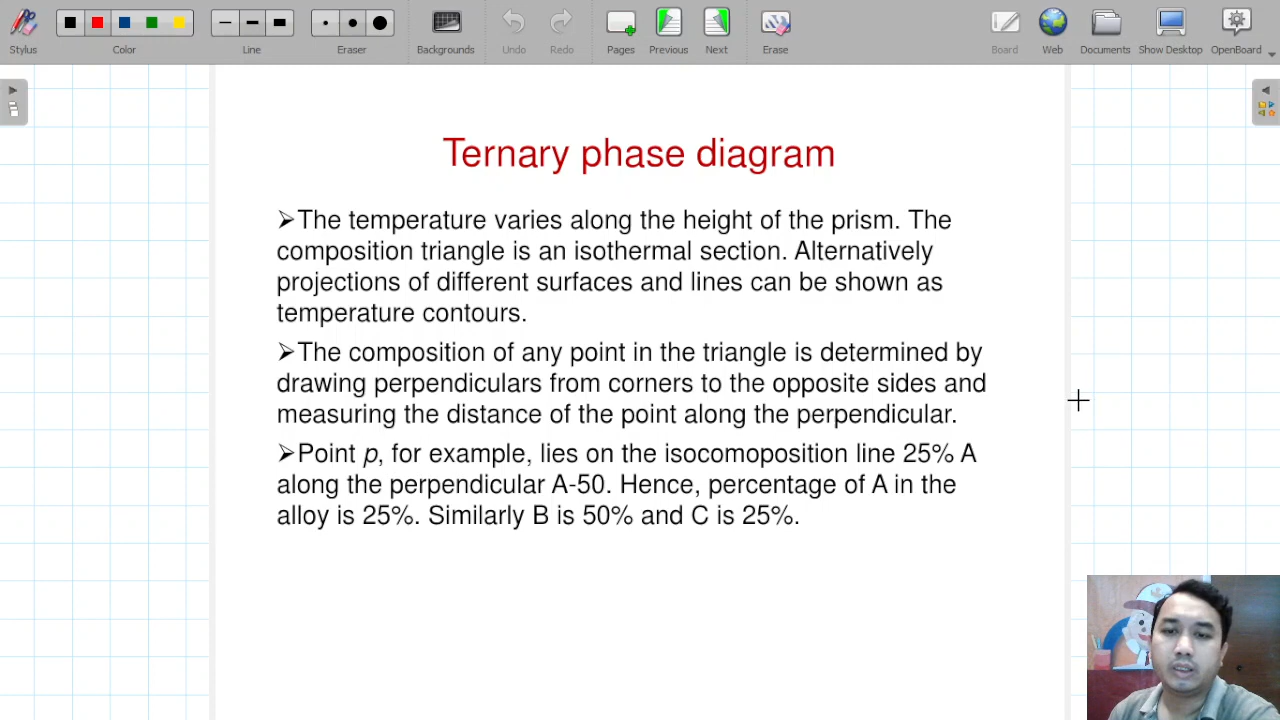 Stylus
Color
Line
Eraser
Backgrounds
Undo
Redo
Pages
Previous
Next
Erase
Board
Web
Documents
Show Desktop
OpenBoard
Ternary phase diagram
➢The temperature varies along the height of the prism. The
composition triangle is an isothermal section. Alternatively
projections of different surfaces and lines can be shown as
temperature contours.
➢The composition of any point in the triangle is determined by
drawing perpendiculars from corners to the opposite sides and
measuring the distance of the point along the perpendicular.
➢Point p, for example, lies on the isocomoposition line 25% A
along the perpendicular A-50. Hence, percentage of A in the
alloy is 25%. Similarly B is 50% and C is 25%.